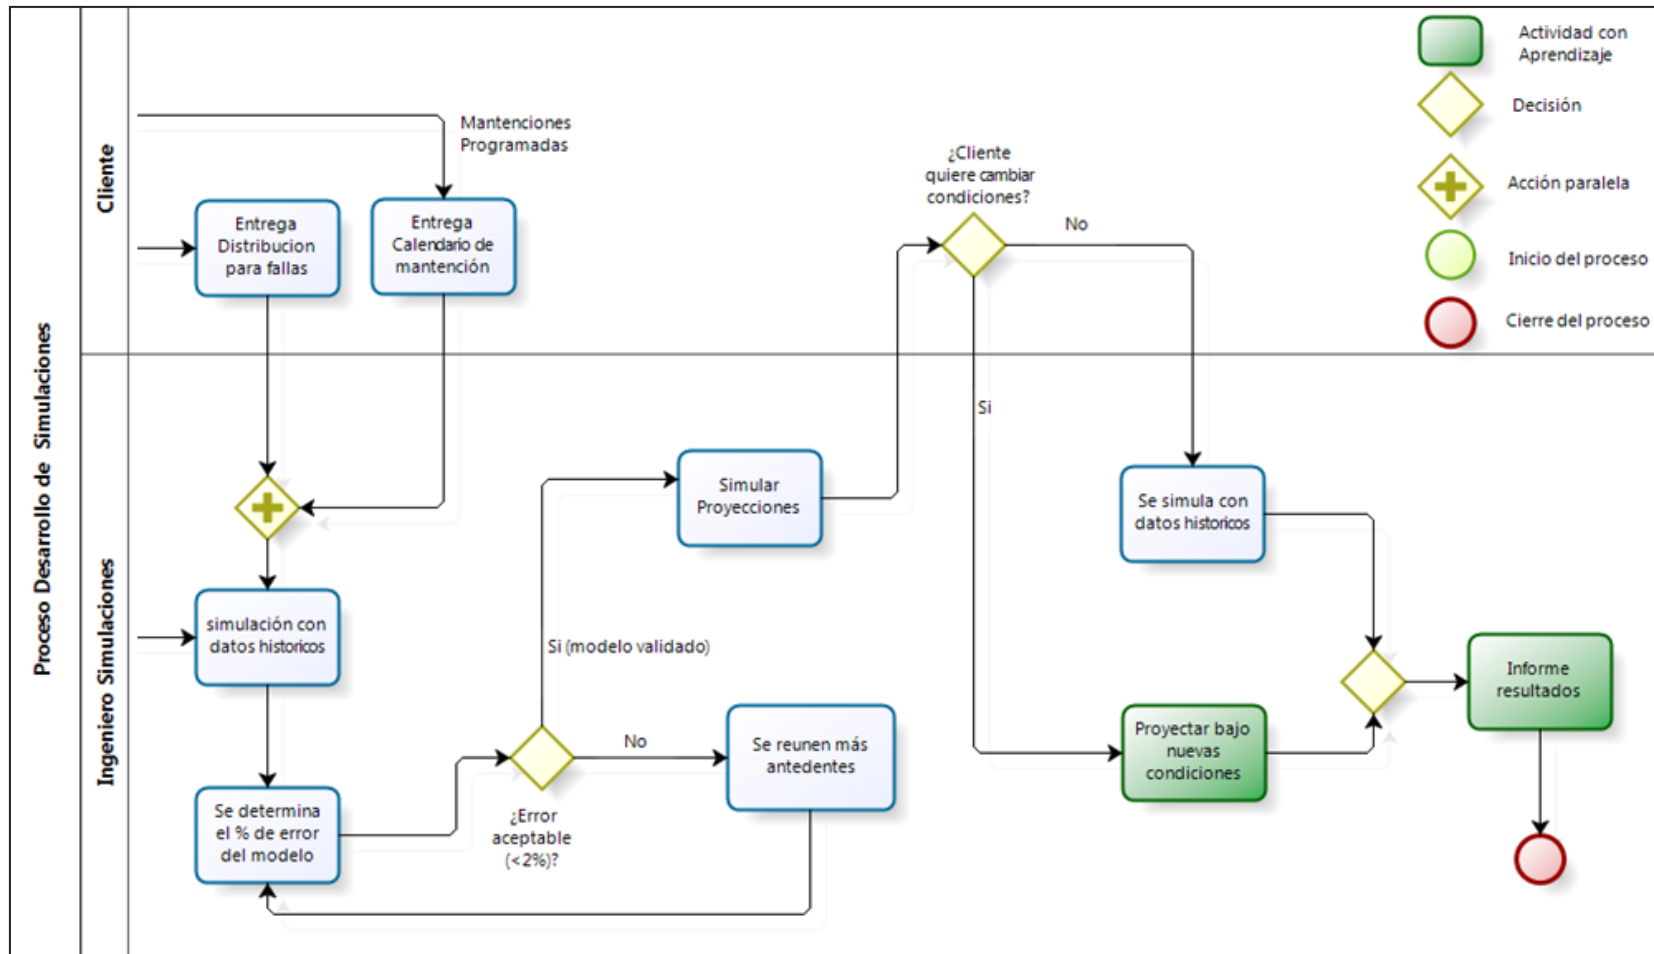 Proceso Desarrollo de Simulaciones
Cliente
Ingeniero Simulaciones
Mantenciones
Programadas
Entrega
Distribucion
para fallas
Entrega
Calendario de
mantención
¿Cliente
quiere cambiar
condiciones?
No
Si
simulación con
datos historicos
Se determina
el % de error
del modelo
¿Error
aceptable
(<2%)?
Si (modelo validado)
No
Se reunen más
antedentes
Simular
Proyecciones
Se simula con
datos historicos
Proyectar bajo
nuevas
condiciones
Informe
resultados
Actividad con
Aprendizaje
Decisión
Acción paralela
Inicio del proceso
Cierre del proceso